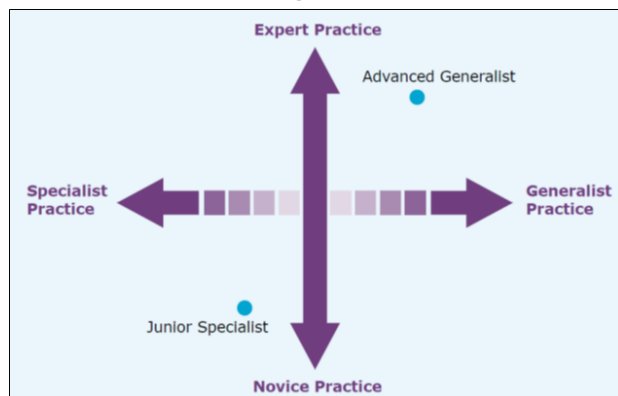 Expert Practice
Advanced Generalist
Specialist
Practice
Generalist
Practice
Junior Specialist
Novice Practice